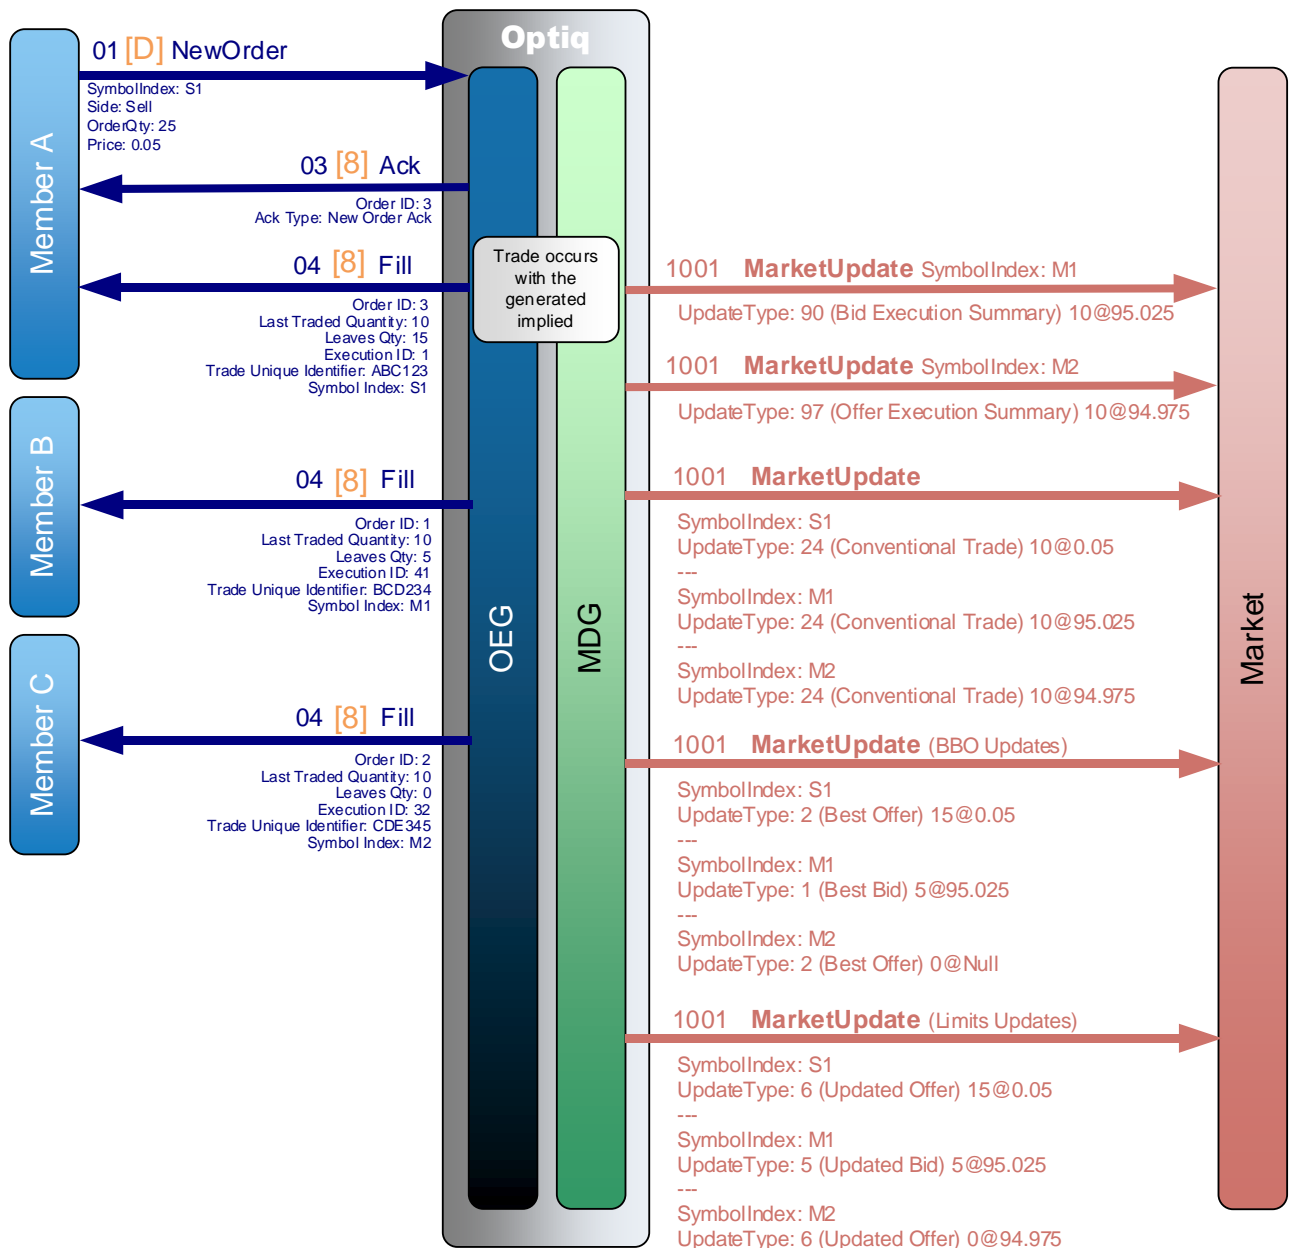 Optiq
01 [D] NewOrder
SymbolIndex: S1
Side: Sell
OrderQty: 25
Price: 0.05
03 [8] Ack
Order ID: 3
Ack Type: New Order Ack
04 [8] Fill
Order ID: 3
Last Traded Quantity: 10
Leaves Qty: 15
Execution ID: 1
Trade Unique Identifier: ABC123
Symbol Index: S1
Member A
04 [8] Fill
Order ID: 1
Last Traded Quantity: 10
Leaves Qty: 5
Execution ID: 41
Trade Unique Identifier: BCD234
Symbol Index: M1
Member B
04 [8] Fill
Order ID: 2
Last Traded Quantity: 10
Leaves Qty: 0
Execution ID: 32
Trade Unique Identifier: CDE345
Symbol Index: M2
Member C
Trade occurs
with the
generated
implied
OEG
MDG
1001 MarketUpdate SymbolIndex: M1
UpdateType: 90 (Bid Execution Summary) 10@95.025
1001 MarketUpdate SymbolIndex: M2
UpdateType: 97 (Offer Execution Summary) 10@94.975
1001 MarketUpdate
SymbolIndex: S1
UpdateType: 24 (Conventional Trade) 10@0.05
---
SymbolIndex: M1
UpdateType: 24 (Conventional Trade) 10@95.025
---
SymbolIndex: M2
UpdateType: 24 (Conventional Trade) 10@94.975
1001 MarketUpdate (BBO Updates)
SymbolIndex: S1
UpdateType: 2 (Best Offer) 15@0.05
---
SymbolIndex: M1
UpdateType: 1 (Best Bid) 5@95.025
---
SymbolIndex: M2
UpdateType: 2 (Best Offer) 0@Null
1001 MarketUpdate (Limits Updates)
SymbolIndex: S1
UpdateType: 6 (Updated Offer) 15@0.05
---
SymbolIndex: M1
UpdateType: 5 (Updated Bid) 5@95.025
---
SymbolIndex: M2
UpdateType: 6 (Updated Offer) 0@94.975
Market